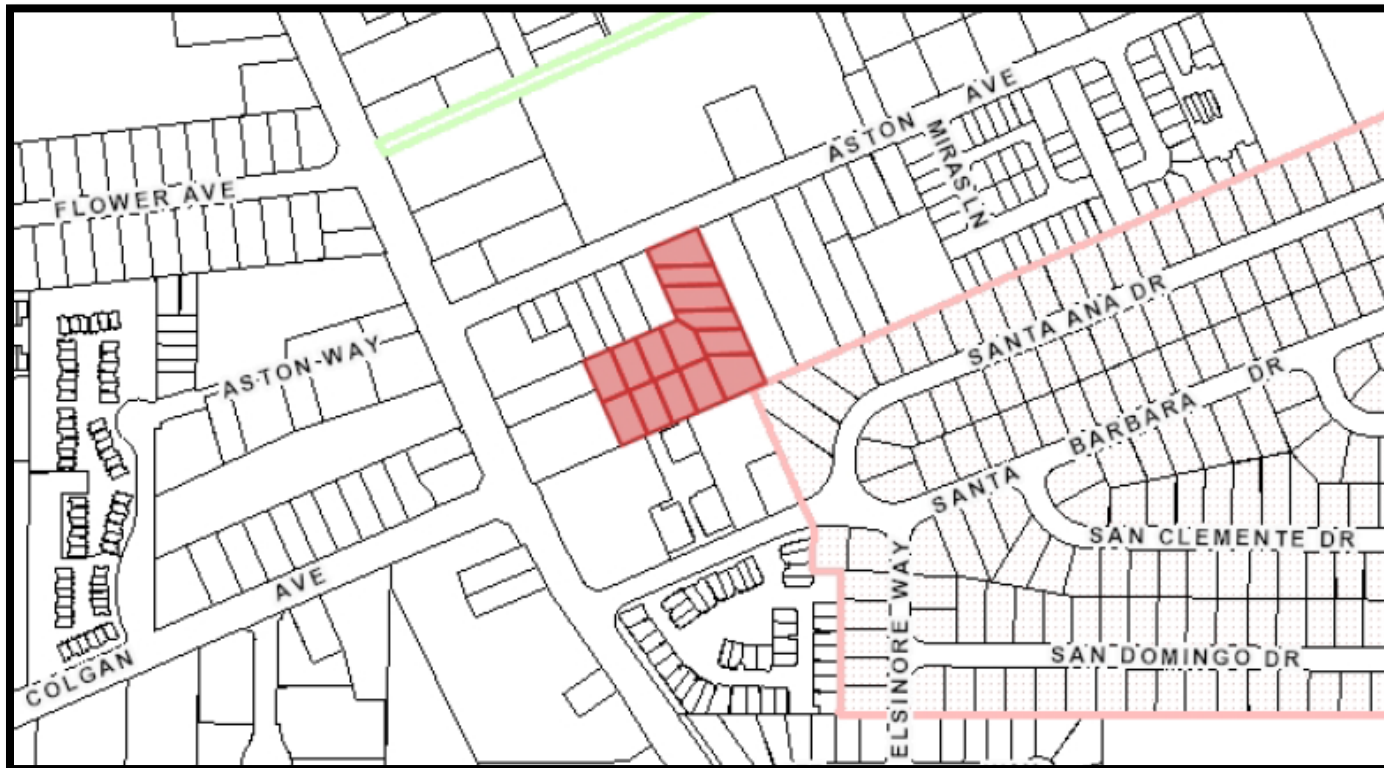 ASTON AVE
MIRAS LN
FLOWER AVE
SANTA ANA DR
ASTON WAY
SANTA BARBARA DR
SAN CLEMENTE DR
COLGAN AVE
ELSINORE WAY
SAN DOMINGO DR